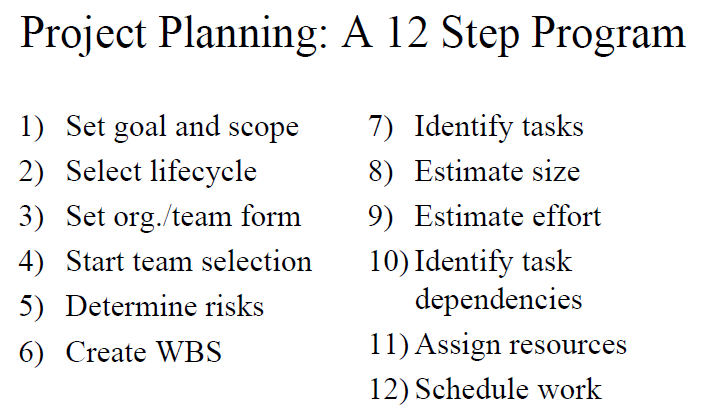 Project Planning: A 12 Step Program
1) Set goal and scope
2) Select lifecycle
3) Set org./team form
4) Start team selection
5) Determine risks
6) Create WBS
7) Identify tasks
8) Estimate size
9) Estimate effort
10) Identify task
dependencies
11) Assign resources
12) Schedule work